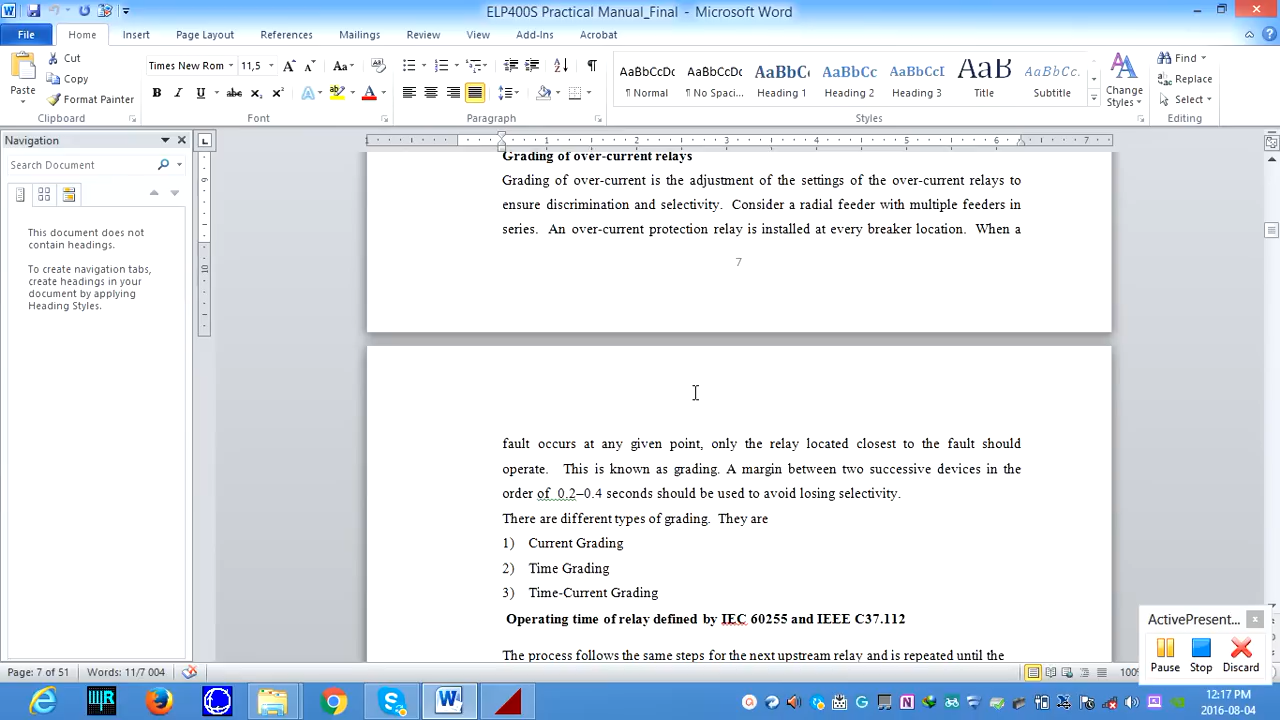 ELP400S Practical Manual_Final - Microsoft Word
File Home Insert Page Layout References Mailings Review View Add-Ins Acrobat
Paste Cut Copy Format Painter Clipboard
Times New Rom 11,5 Font
Paragraph
AaBbCcDc AaBbCcDc AaBbC AaBbCc AaBbCcI AaB AaBbCc.
¶ Normal ¶ No Spaci... Heading 1 Heading 2 Heading 3 Title Subtitle Change Styles Styles
Find Replace Select Editing
Navigation
Search Document
This document does not
contain headings.
To create navigation tabs,
create headings in your
document by applying
Heading Styles.
Grading of over-current relays
Grading of over-current is the adjustment of the settings of the over-current relays to
ensure discrimination and selectivity. Consider a radial feeder with multiple feeders in
series. An over-current protection relay is installed at every breaker location. When a
7
fault occurs at any given point, only the relay located closest to the fault should
operate. This is known as grading. A margin between two successive devices in the
order of 0.2–0.4 seconds should be used to avoid losing selectivity.
There are different types of grading. They are
1) Current Grading
2) Time Grading
3) Time-Current Grading
Operating time of relay defined by IEC 60255 and IEEE C37.112
The process follows the same steps for the next upstream relay and is repeated until the
ActivePresent... x
Pause Stop Discard
Page: 7 of 51 Words: 11/7 004
12:17 PM
2016-08-04